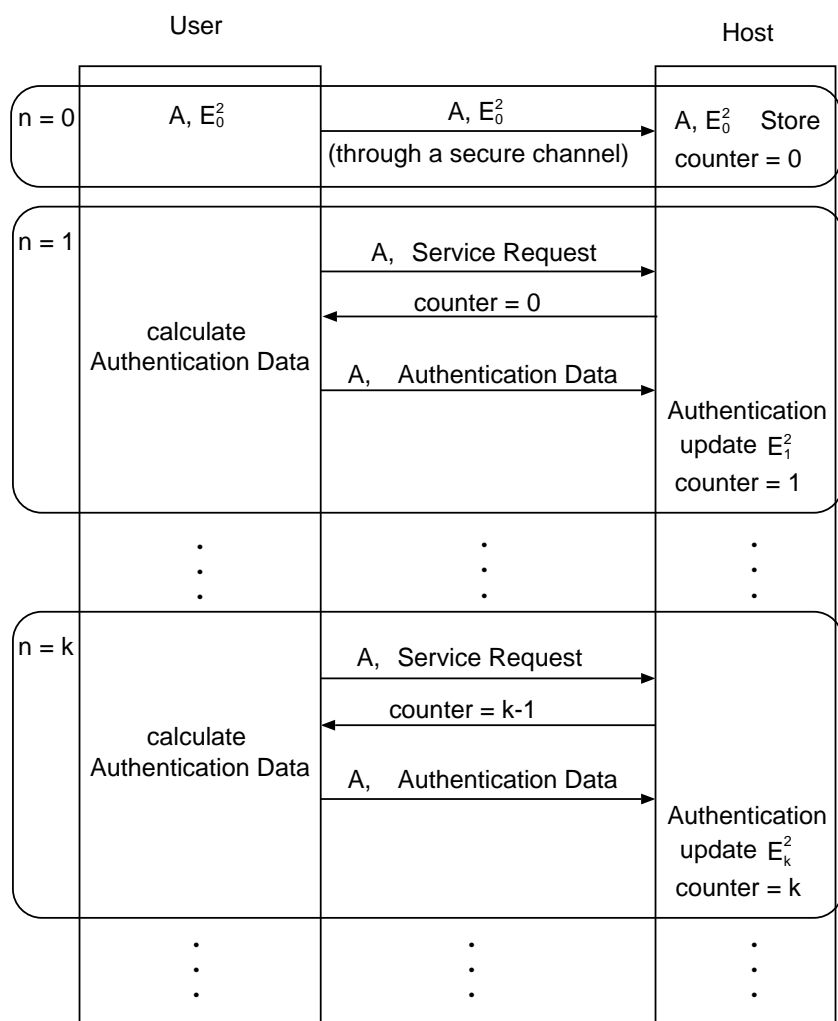 User
Host
n = 0
A, E₀²
A, E₀²
(through a secure channel)
A, E₀² Store
counter = 0
n = 1
A, Service Request
counter = 0
calculate
Authentication Data
A, Authentication Data
Authentication
update E₁²
counter = 1
n = k
A, Service Request
counter = k-1
calculate
Authentication Data
A, Authentication Data
Authentication
update Eₖ²
counter = k